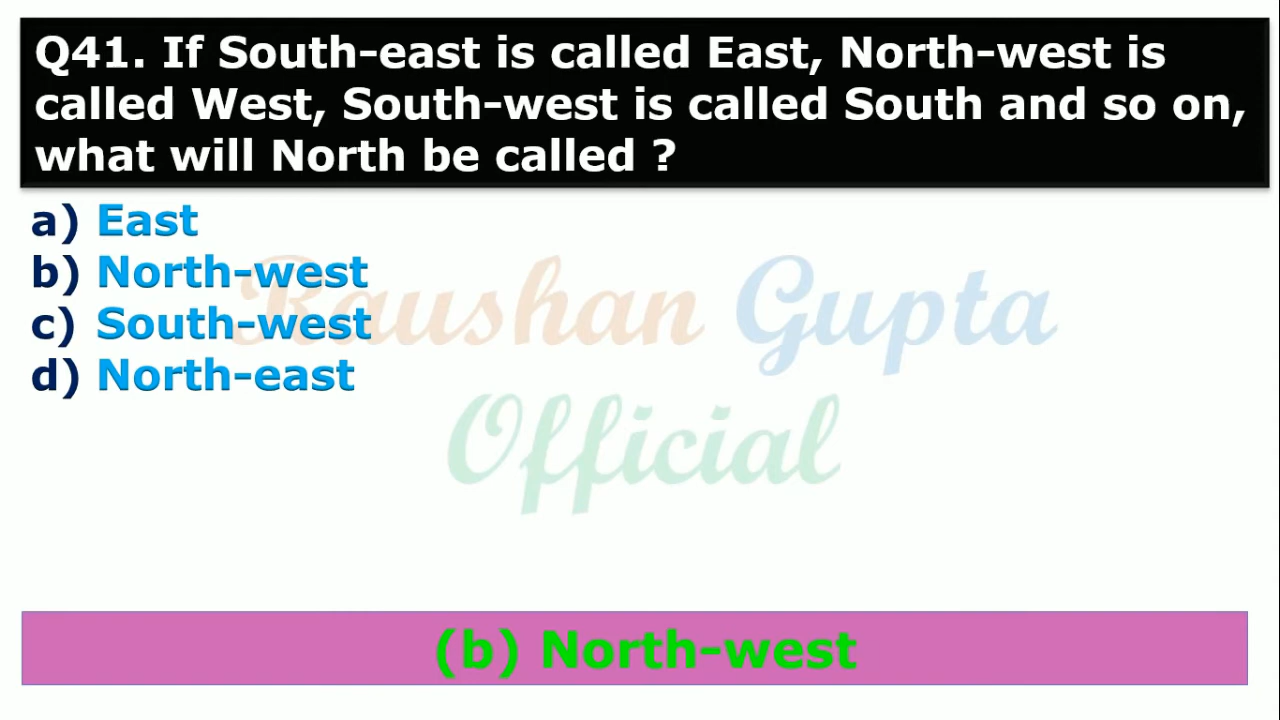 Q41. If South-east is called East, North-west is
called West, South-west is called South and so on,
what will North be called ?
a) East
b) North-west
c) South-west
d) North-east
Raushan Gupta
Official
(b) North-west